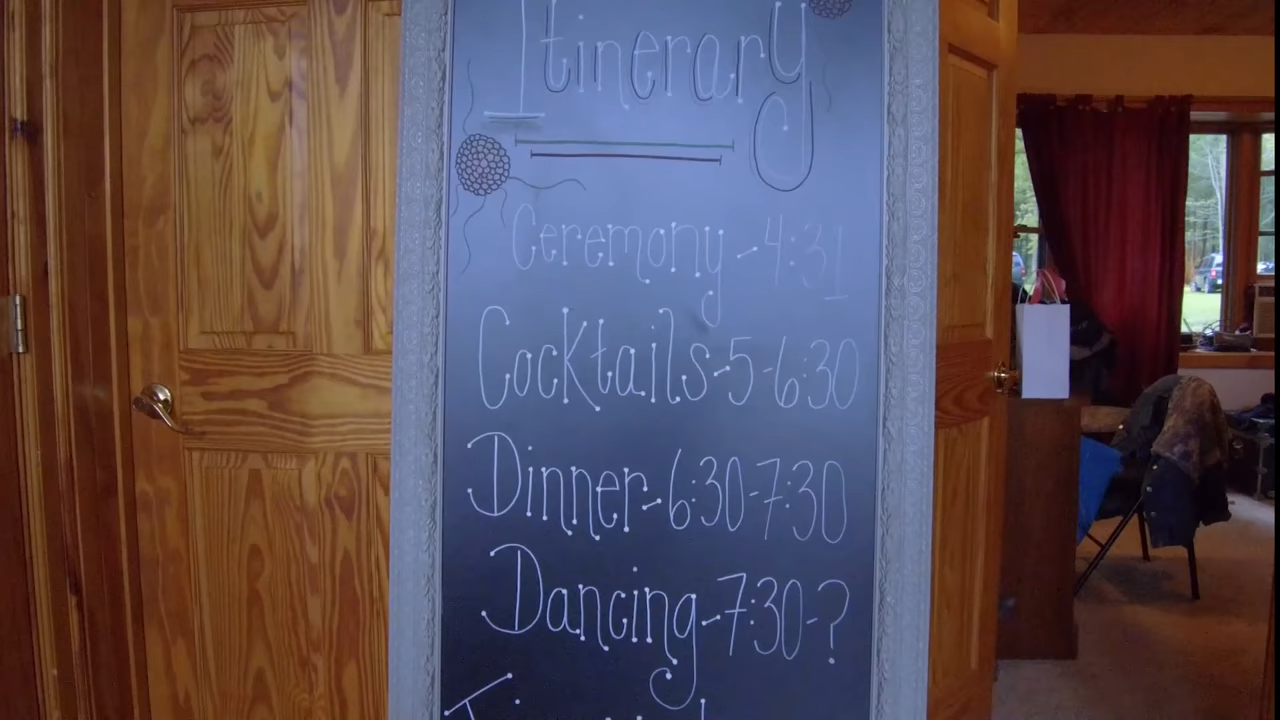 Itinerary
Ceremony - 4:31
Cocktails - 5-6:30
Dinner - 6:30-7:30
Dancing - 7:30-?